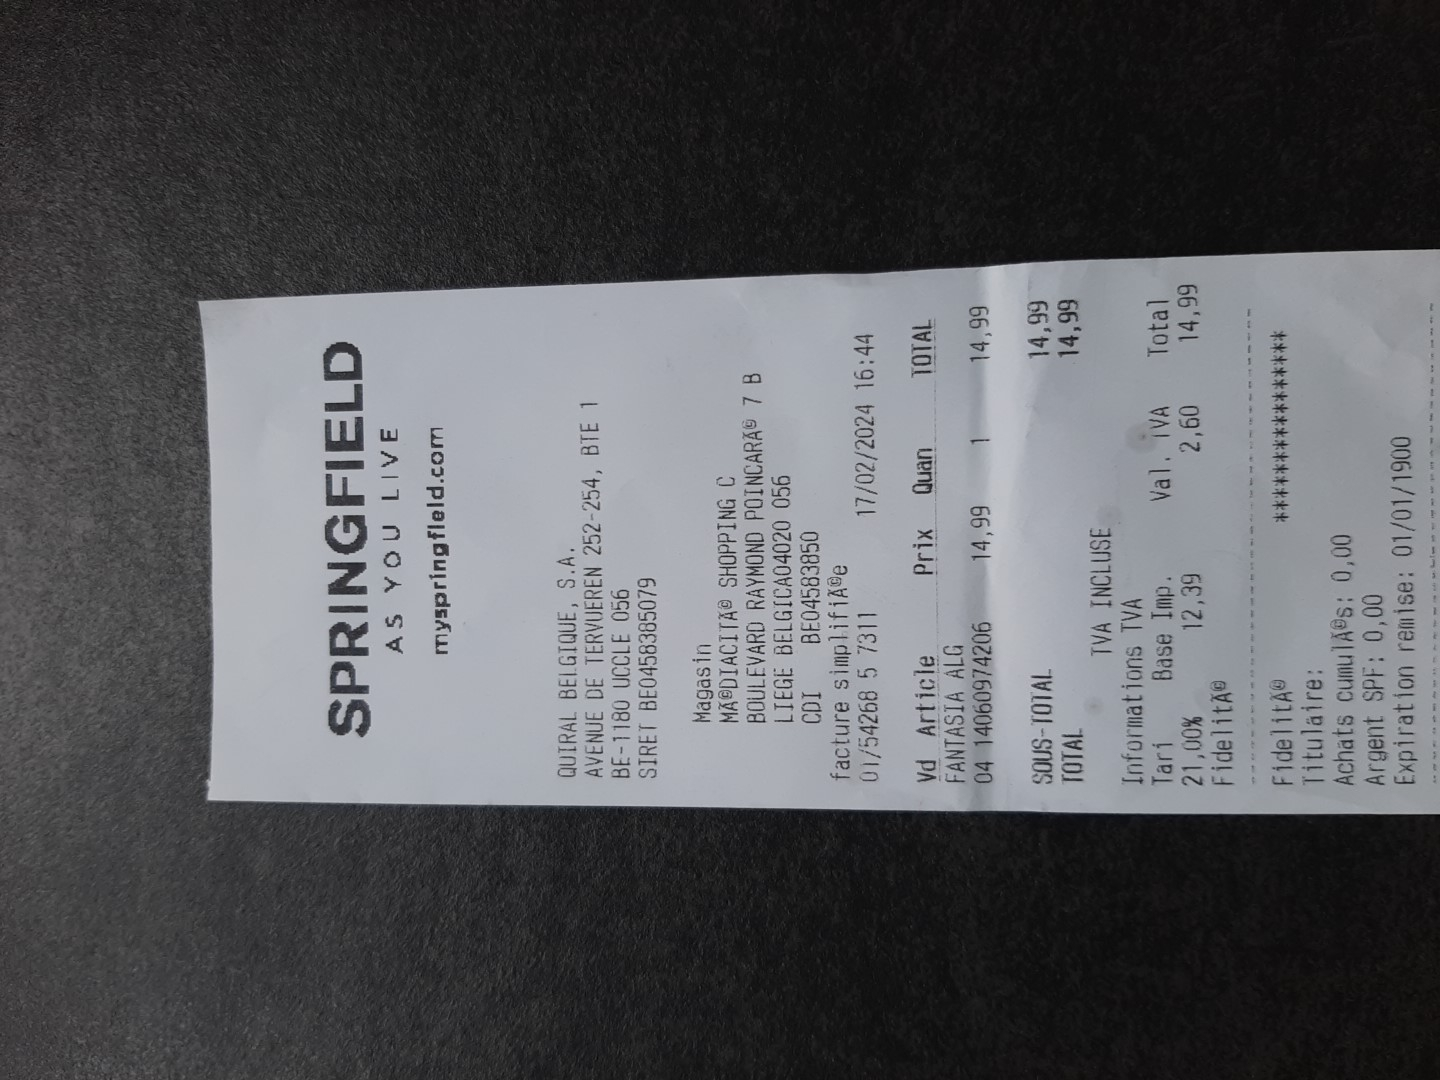 SPRINGFIELD
AS YOU LIVE
myspringfield.com
QUIRAL BELGIQUE, S.A.
AVENUE DE TERVUEREN 252-254, BTE 1
BE-1180 UCCLE 056
SIRET BE0458385079
Magasin
MÃ©DIACITÃ© SHOPPING C
BOULEVARD RAYMOND POINCARÃ© 7 B
LIEGE BELGICA04020 056
CDI BE04583850
facture simplifiÃ©e
01/54268 5 7311 17/02/2024 16:44
Vd Article Prix Quan TOTAL
FANTASIA ALG
04 14060974206 14,99 1 14,99
SOUS-TOTAL 14,99
TOTAL 14,99
TVA INCLUSE
Informations TVA
Tari Base Imp. Val. IVA Total
21,00% 12,39 2,60 14,99
FidelitÃ©
FidelitÃ© ********************
Titulaire:
Achats cumulÃ©s: 0,00
Argent SPF: 0,00
Expiration remise: 01/01/1900